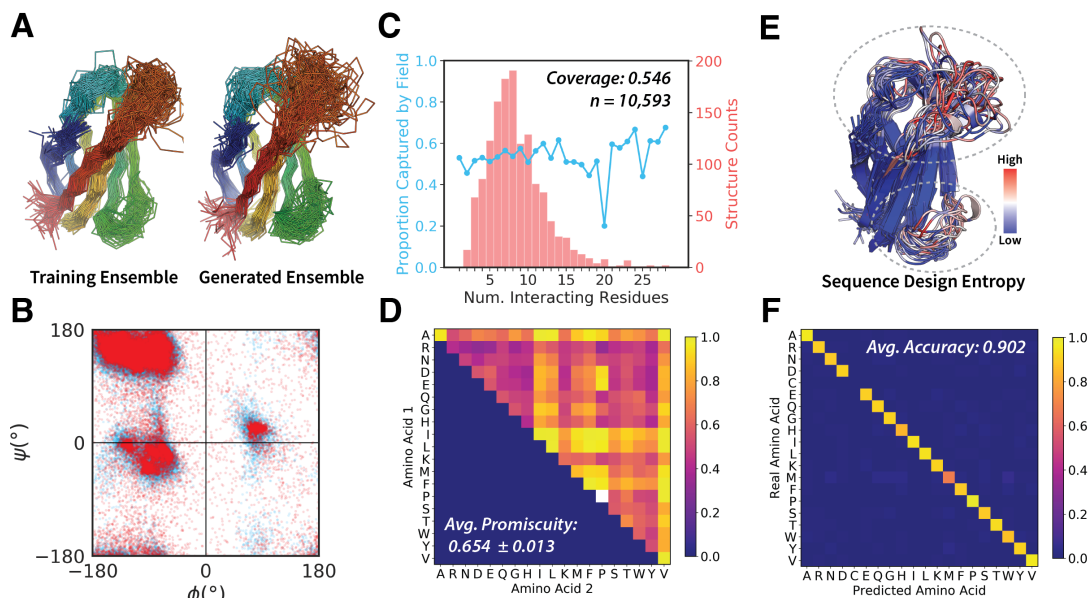 A
Training Ensemble
Generated Ensemble
B
180
0
−180
ψ(°)
−180
0
180
ϕ(°)
C
Coverage: 0.546
n = 10,593
Proportion Captured by Field
1.0
0.8
0.6
0.4
0.2
0.0
Structure Counts
200
150
100
50
0
5
10
15
20
25
Num. Interacting Residues
D
Amino Acid 1
A
R
N
D
E
Q
G
H
I
L
K
M
F
P
S
T
W
Y
V
Avg. Promiscuity:
0.654 ± 0.013
A R N D E Q G H I L K M F P S T W Y V
Amino Acid 2
1.0
0.8
0.6
0.4
0.2
0.0
E
High
Low
Sequence Design Entropy
F
Avg. Accuracy: 0.902
Real Amino Acid
A
R
N
D
C
E
Q
G
H
I
L
K
M
F
P
S
T
W
Y
V
A R N D C E Q G H I L K M F P S T W Y V
Predicted Amino Acid
1.0
0.8
0.6
0.4
0.2
0.0